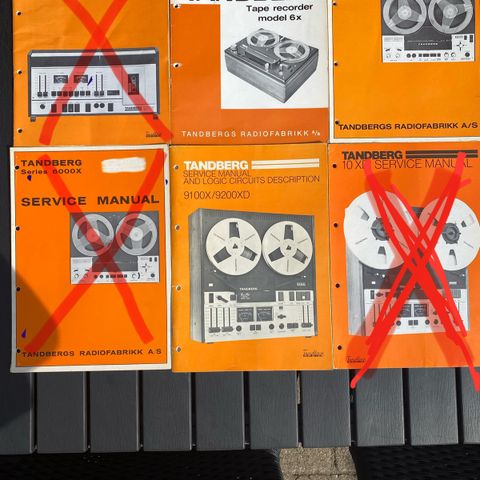 Tape recorder
model 6x
TANDBERGS RADIOFABRIKK A/S
TANDBERGS RADIOFABRIKK A/S
TANDBERG
Series 6000X
SERVICE MANUAL
TANDBERGS RADIOFABRIKK A/S
TANDBERG
SERVICE MANUAL
AND LOGIC CIRCUITS DESCRIPTION
9100X/9200XD
TANDBERG
TANDBERG
SERVICE MANUAL